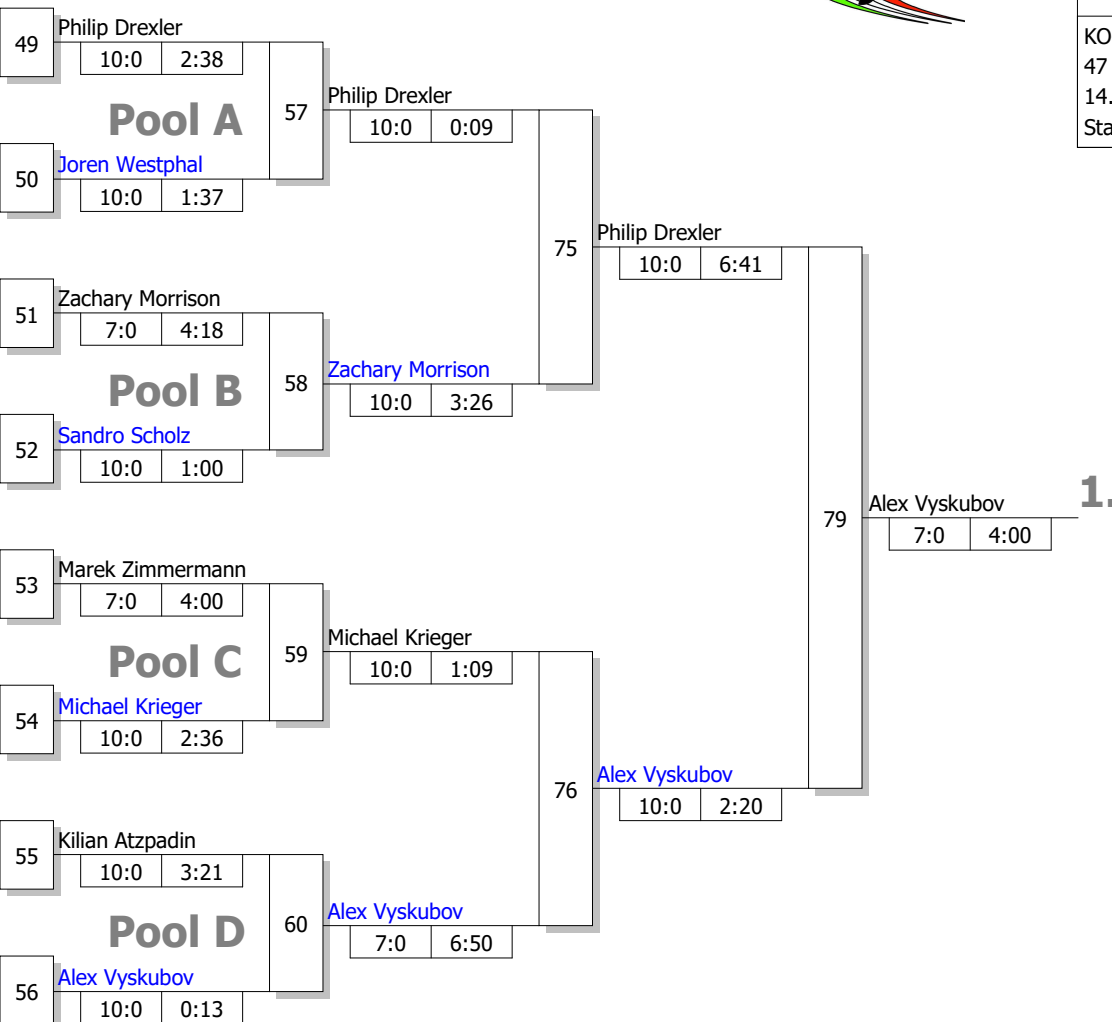 KO
47
14.
Sta
49
Philip Drexler
10:0 2:38
Pool A
57
Philip Drexler
10:0 0:09
50
Joren Westphal
10:0 1:37
75
Philip Drexler
10:0 6:41
51
Zachary Morrison
7:0 4:18
Pool B
58
Zachary Morrison
10:0 3:26
52
Sandro Scholz
10:0 1:00
79
Alex Vyskubov
7:0 4:00
1.
53
Marek Zimmermann
7:0 4:00
Pool C
59
Michael Krieger
10:0 1:09
54
Michael Krieger
10:0 2:36
76
Alex Vyskubov
10:0 2:20
55
Kilian Atzpadin
10:0 3:21
Pool D
60
Alex Vyskubov
7:0 6:50
56
Alex Vyskubov
10:0 0:13